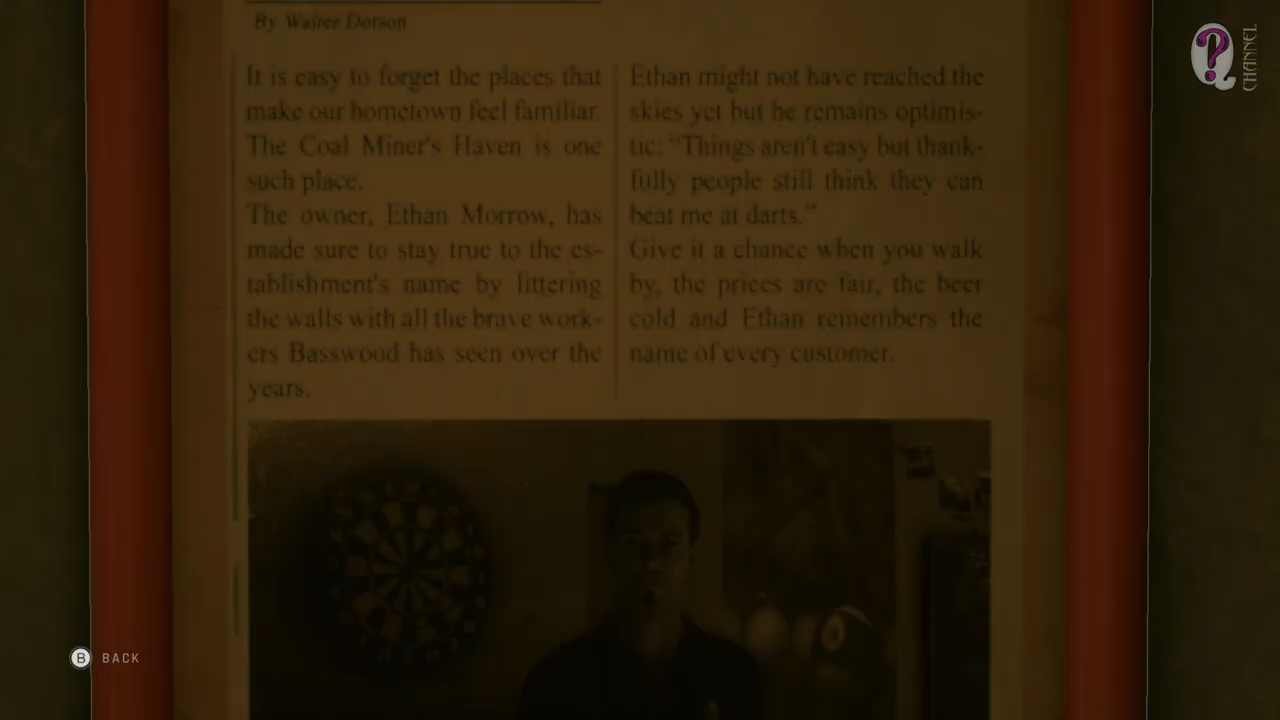 By Walter Dotson
It is easy to forget the places that
make our hometown feel familiar.
The Coal Miner's Haven is one
such place.
The owner, Ethan Morrow, has
made sure to stay true to the es-
tablishment's name by littering
the walls with all the brave work-
ers Basswood has seen over the
years.
Ethan might not have reached the
skies yet but he remains optimis-
tic: "Things aren't easy but thank-
fully people still think they can
beat me at darts."
Give it a chance when you walk
by, the prices are fair, the beer
cold and Ethan remembers the
name of every customer.
B BACK
? CHANNEL